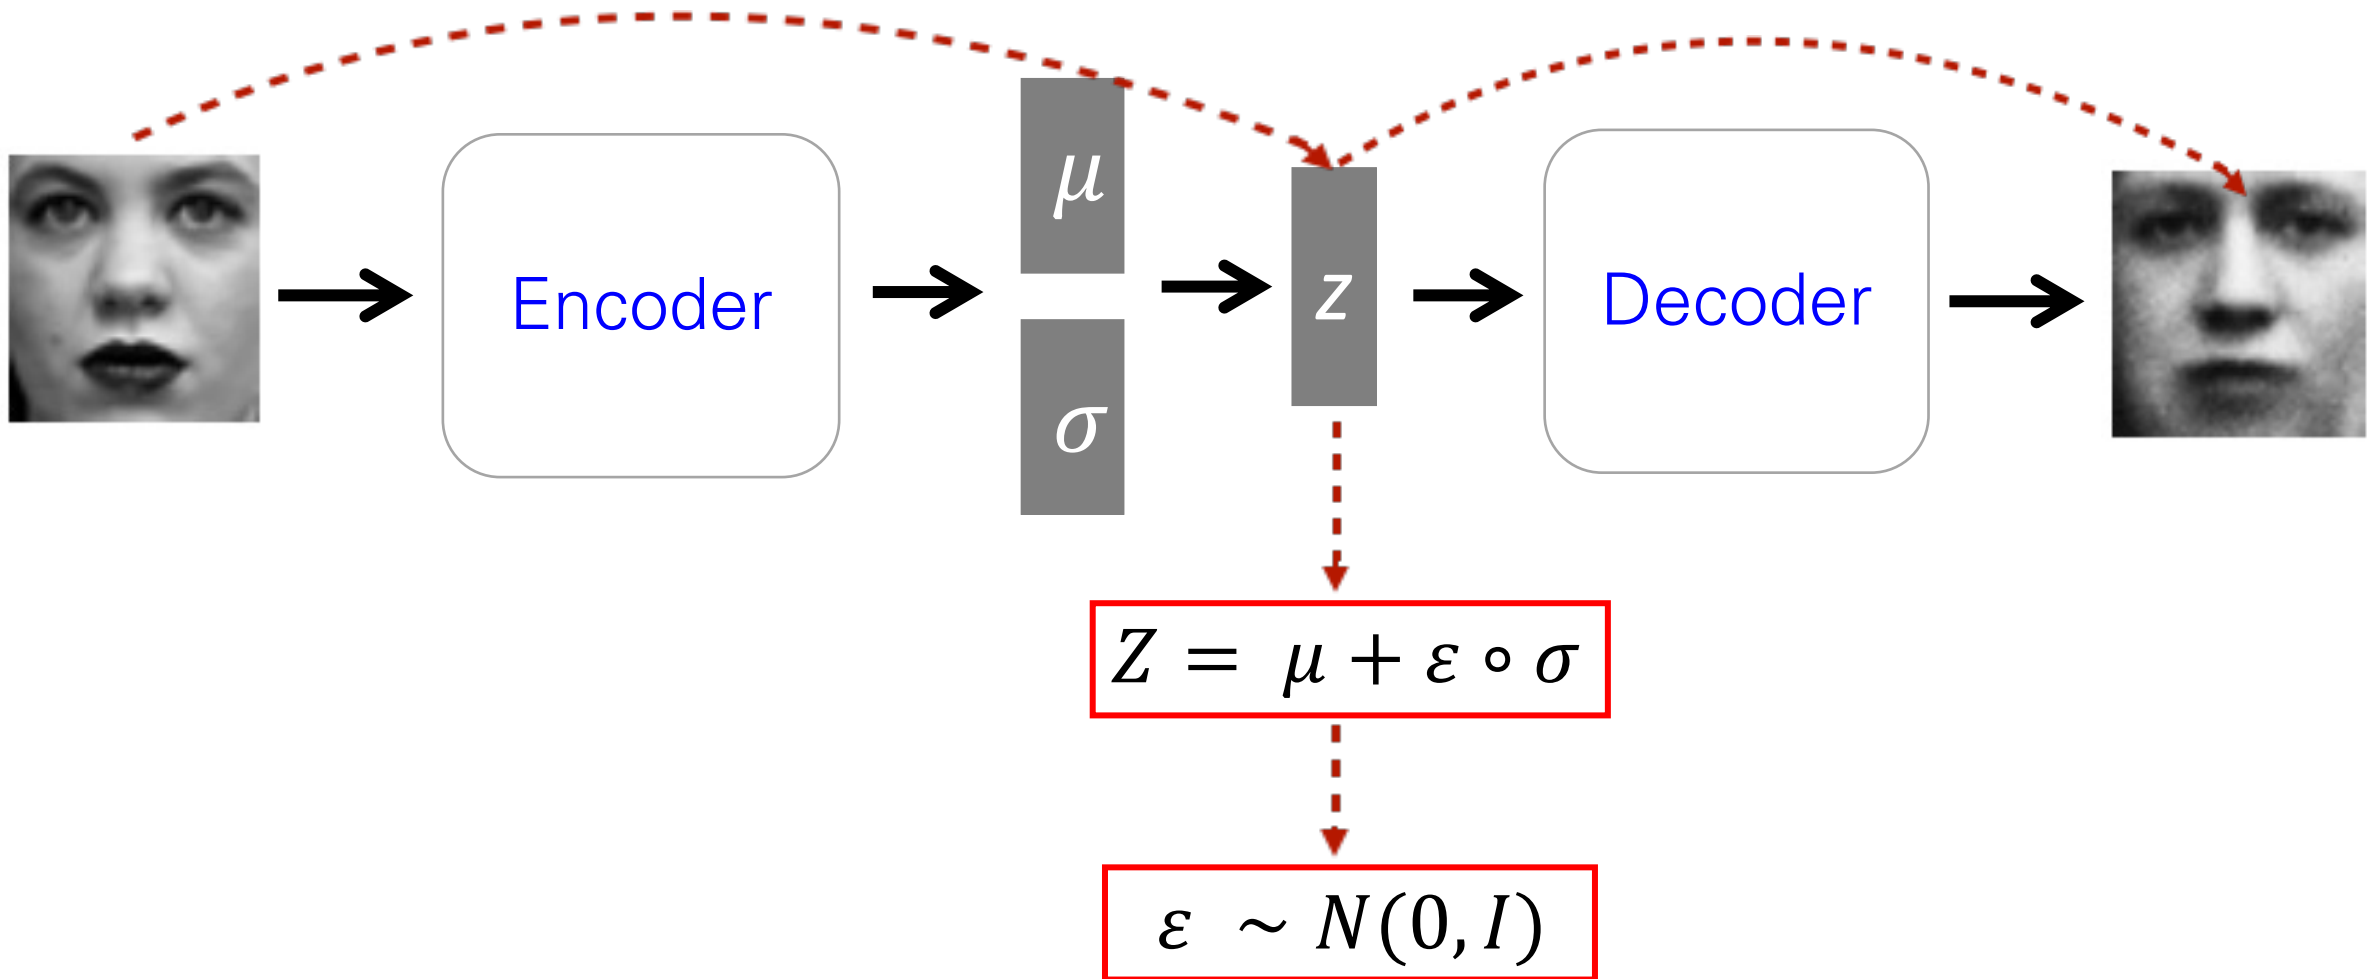 Encoder
μ
σ
z
Decoder
Z = μ + ε ∘ σ
ε ~ N(0, I)